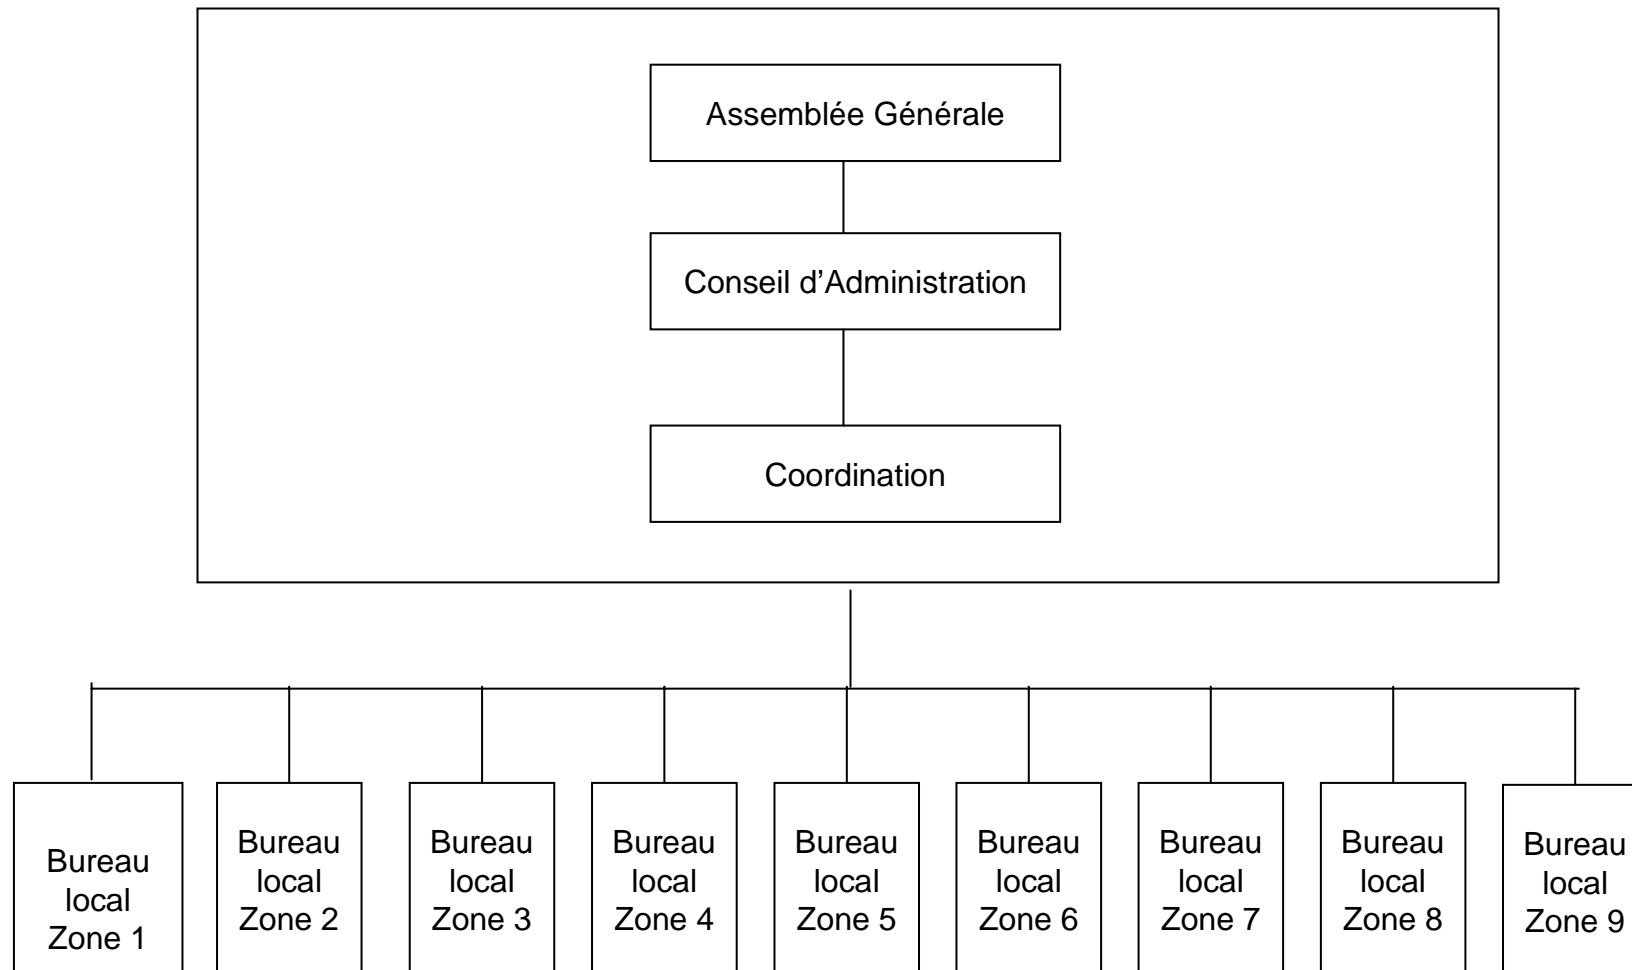 Assemblée Générale
Conseil d’Administration
Coordination
Bureau
local
Zone 1
Bureau
local
Zone 2
Bureau
local
Zone 3
Bureau
local
Zone 4
Bureau
local
Zone 5
Bureau
local
Zone 6
Bureau
local
Zone 7
Bureau
local
Zone 8
Bureau
local
Zone 9